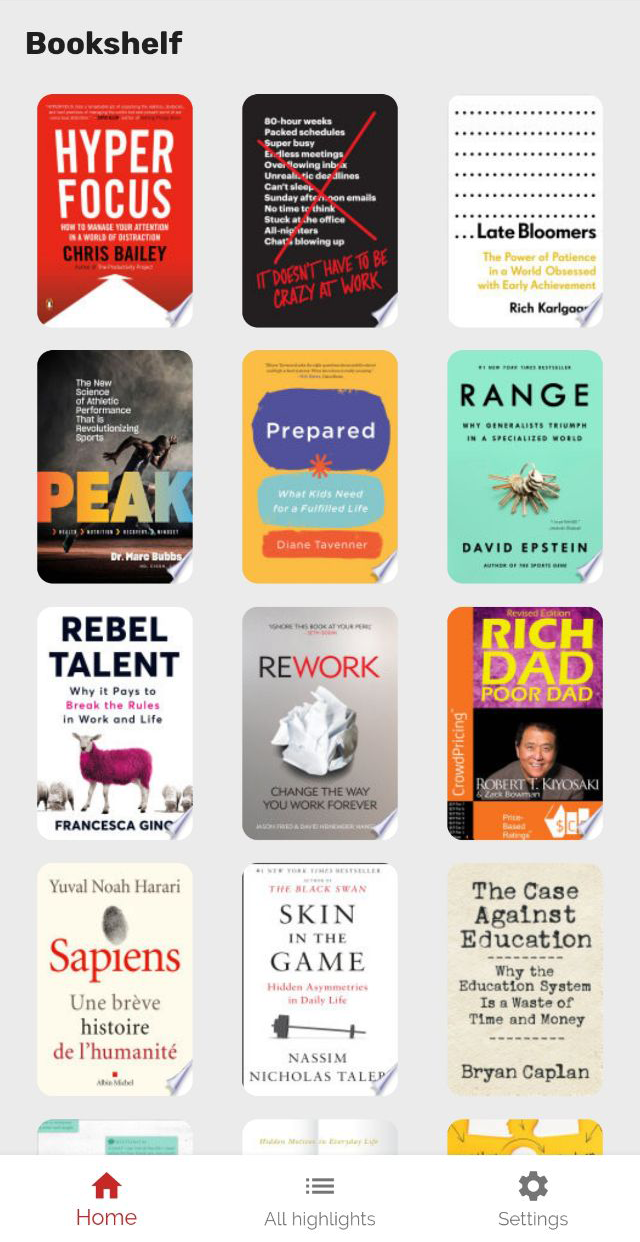 Bookshelf
HYPER
FOCUS
HOW TO MANAGE YOUR ATTENTION
IN A WORLD OF DISTRACTION
CHRIS BAILEY
Author of The Productivity Project
80-hour weeks
Packed schedules
Super busy
Endless meetings
Overflowing inbox
Unrealistic deadlines
Can't sleep
Sunday afternoon emails
No time to think
Stuck at the office
All-nighters
Chats blowing up
IT DOESN'T HAVE TO BE
CRAZY AT WORK
...Late Bloomers
The Power of Patience
in a World Obsessed
with Early Achievement
Rich Karlgaar
The New
Science
of Athletic
Performance
That is
Revolutionizing
Sports
PEAK
HEALTH NUTRITION RECOVERY MINDSET
Dr. Marc Bubbs
Prepared
What Kids Need
for a Fulfilled Life
Diane Tavenner
#1 NEW YORK TIMES BESTSELLER
RANGE
WHY GENERALISTS TRIUMPH
IN A SPECIALIZED WORLD
DAVID EPSTEIN
AUTHOR OF THE SPORTS GENE
REBEL
TALENT
Why it Pays to
Break the Rules
in Work and Life
FRANCESCA GINO
"IGNORE THIS BOOK AT YOUR PERIL"
SETH GODIN
REWORK
CHANGE THE WAY
YOU WORK FOREVER
JASON FRIED & DAVID HEINEMEIER HANS
Revised Edition
RICH
DAD
POOR DAD
CrowdPricing
ROBERT T. KIYOSAKI
& Zack Bowman
Price-
Based
Ratings
Yuval Noah Harari
Sapiens
Une brève
histoire
de l'humanité
Albin Michel
#1 NEW YORK TIMES BESTSELLER
AUTHOR OF
THE BLACK SWAN
SKIN
IN THE
GAME
Hidden Asymmetries
in Daily Life
NASSIM
NICHOLAS TALEB
The Case
Against
Education
Why the
Education System
Is a Waste of
Time and Money
Bryan Caplan
Hidden Motives in Everyday Life
Home
All highlights
Settings